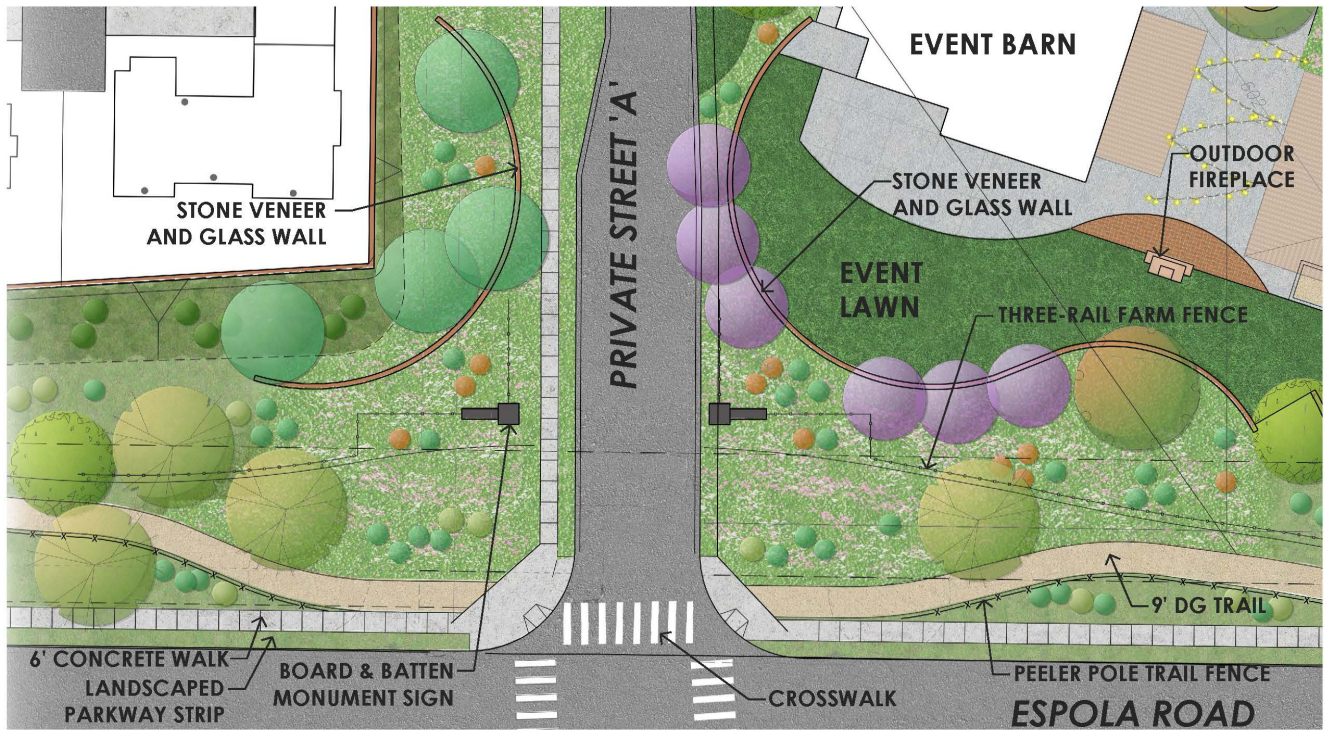 EVENT BARN
PRIVATE STREET 'A'
OUTDOOR
FIREPLACE
STONE VENEER
AND GLASS WALL
STONE VENEER
AND GLASS WALL
EVENT
LAWN
THREE-RAIL FARM FENCE
9' DG TRAIL
6' CONCRETE WALK
LANDSCAPED
PARKWAY STRIP
BOARD & BATTEN
MONUMENT SIGN
CROSSWALK
PEELER POLE TRAIL FENCE
ESPOLA ROAD